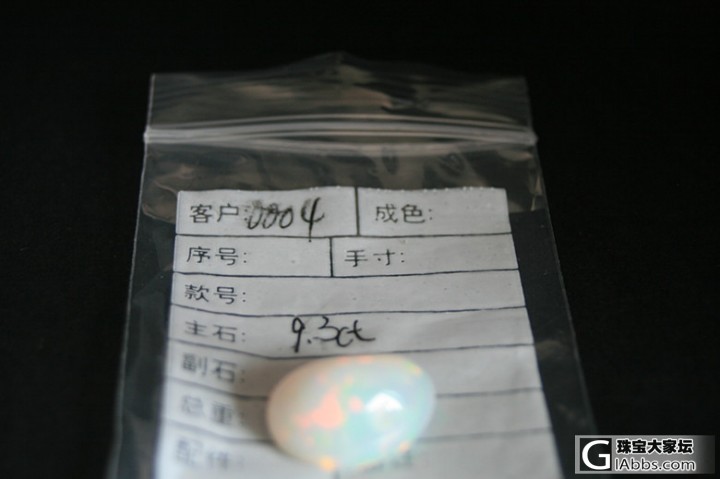 客户:0004 成色:
序号: 手寸:
款号:
主石: 9.3ct
副石:
总重:
配件:
G 珠宝大家坛
GIAbbs.com